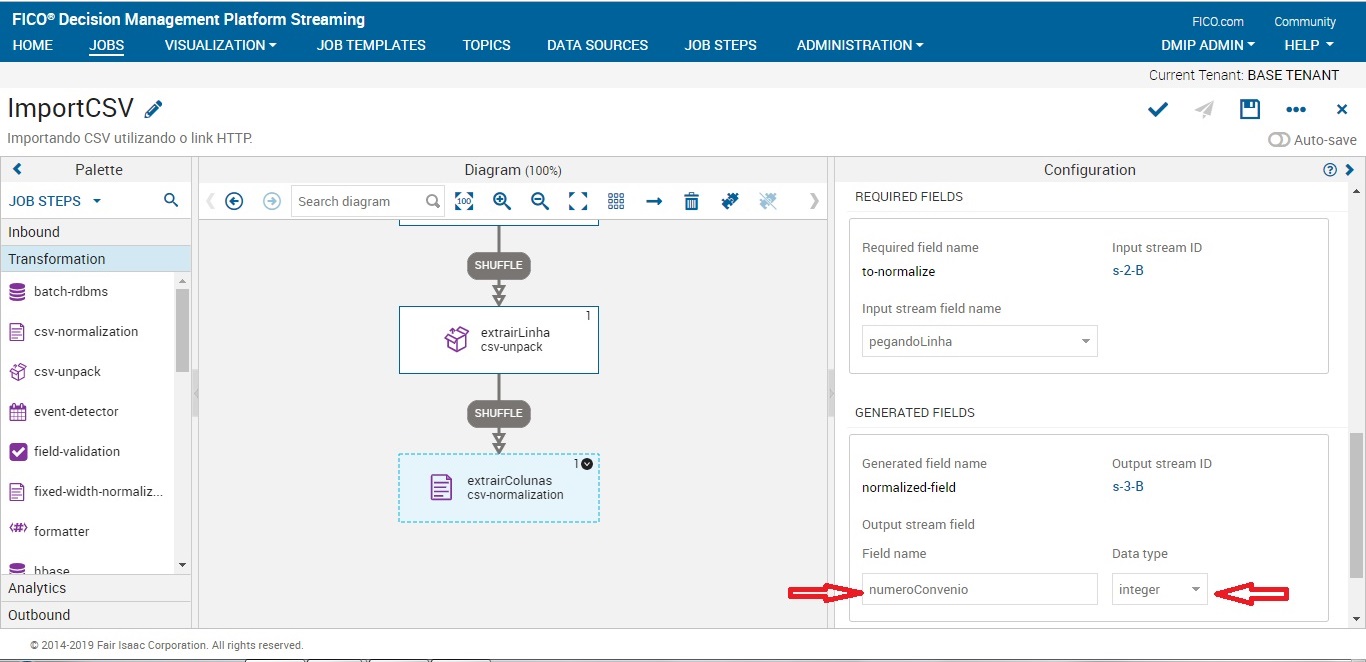 FICO® Decision Management Platform Streaming
FICO.com Community
HOME JOBS VISUALIZATION JOB TEMPLATES TOPICS DATA SOURCES JOB STEPS ADMINISTRATION DMIP ADMIN HELP
Current Tenant: BASE TENANT
ImportCSV
Importando CSV utilizando o link HTTP.
Auto-save
Palette
JOB STEPS
Inbound
Transformation
batch-rdbms
csv-normalization
csv-unpack
event-detector
field-validation
fixed-width-normaliz...
formatter
hbase
Analytics
Outbound
Diagram (100%)
Search diagram
100
SHUFFLE
1
extrairLinha
csv-unpack
SHUFFLE
1
extrairColunas
csv-normalization
Configuration
REQUIRED FIELDS
Required field name Input stream ID
to-normalize s-2-B
Input stream field name
pegandoLinha
GENERATED FIELDS
Generated field name Output stream ID
normalized-field s-3-B
Output stream field
Field name Data type
numeroConvenio integer
© 2014-2019 Fair Isaac Corporation. All rights reserved.